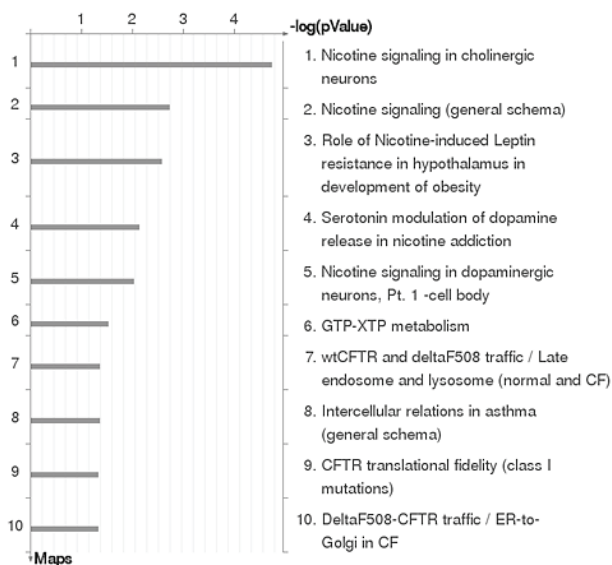 1 2 3 4 -log(pValue)
1 1. Nicotine signaling in cholinergic
neurons
2 2. Nicotine signaling (general schema)
3 3. Role of Nicotine-induced Leptin
resistance in hypothalamus in
development of obesity
4 4. Serotonin modulation of dopamine
release in nicotine addiction
5 5. Nicotine signaling in dopaminergic
neurons, Pt. 1 -cell body
6 6. GTP-XTP metabolism
7 7. wtCFTR and deltaF508 traffic / Late
endosome and lysosome (normal and CF)
8 8. Intercellular relations in asthma
(general schema)
9 9. CFTR translational fidelity (class I
mutations)
10 10. DeltaF508-CFTR traffic / ER-to-
Golgi in CF
Maps